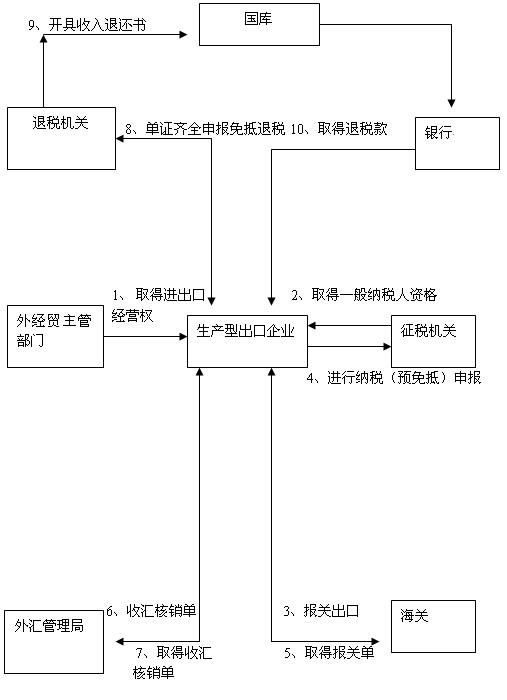 9、开具收入退还书
国库
退税机关
8、单证齐全申报免抵退税
10、取得退税款
银行
1、 取得进出口
经营权
2、取得一般纳税人资格
外经贸主管
部门
生产型出口企业
征税机关
4、进行纳税（预免抵）申报
6、收汇核销单
3、报关出口
海关
外汇管理局
7、取得收汇
核销单
5、取得报关单